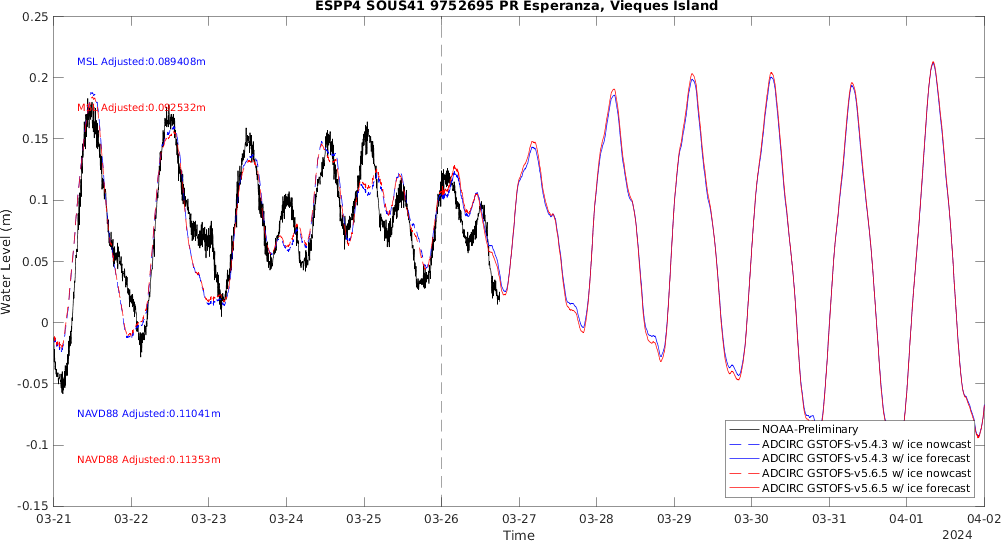 ESPP4 SOUS41 9752695 PR Esperanza, Vieques Island
0.25
0.2
0.15
0.1
0.05
0
-0.05
-0.1
-0.15
Water Level (m)
MSL Adjusted:0.089408m
Adjusted:0.092532m
NAVD88 Adjusted:0.11041m
NAVD88 Adjusted:0.11353m
NOAA-Preliminary
ADCIRC GSTOFS-v5.4.3 w/ ice nowcast
ADCIRC GSTOFS-v5.4.3 w/ ice forecast
ADCIRC GSTOFS-v5.6.5 w/ ice nowcast
ADCIRC GSTOFS-v5.6.5 w/ ice forecast
03-21 03-22 03-23 03-24 03-25 03-26 03-27 03-28 03-29 03-30 03-31 04-01 04-02
Time
2024